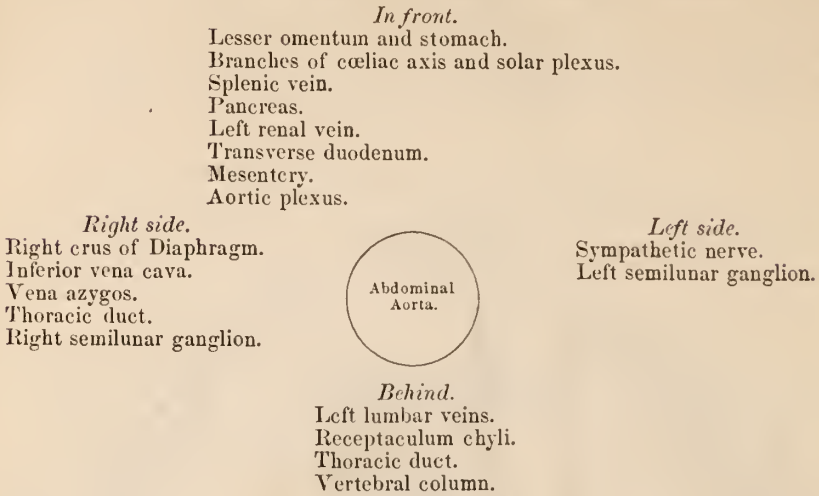 In front.
Lesser omentum and stomach.
Branches of cœliac axis and solar plexus.
Splenic vein.
Pancreas.
Left renal vein.
Transverse duodenum.
Mesentery.
Aortic plexus.
Right side.
Right crus of Diaphragm.
Inferior vena cava.
Vena azygos.
Thoracic duct.
Right semilunar ganglion.
Abdominal
Aorta.
Left side.
Sympathetic nerve.
Left semilunar ganglion.
Behind.
Left lumbar veins.
Receptaculum chyli.
Thoracic duct.
Vertebral column.